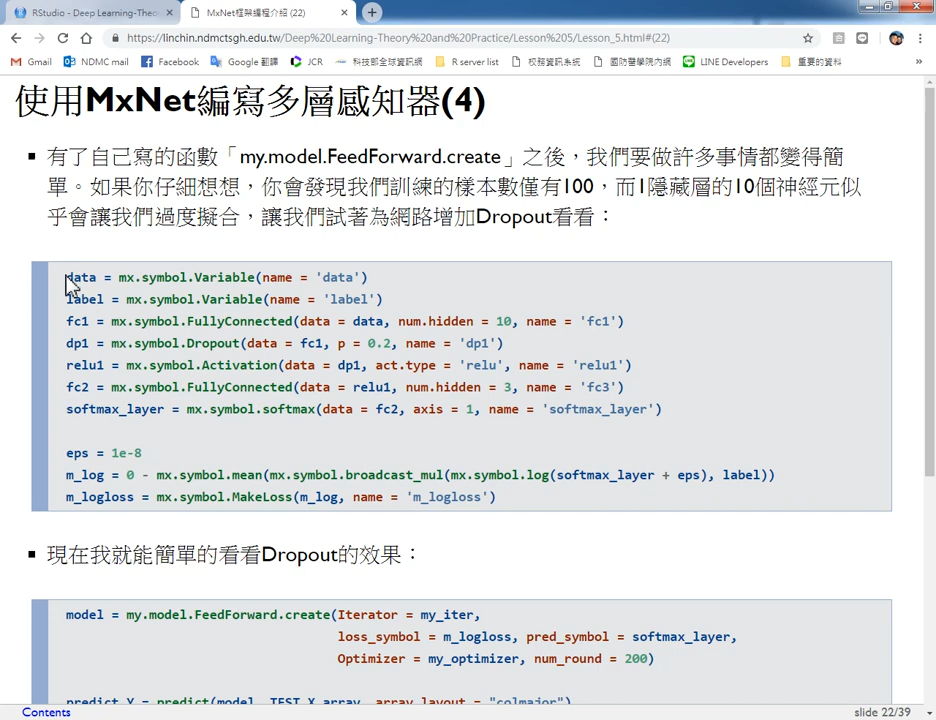 RStudio - Deep Learning-Theo
MxNet框架編程介紹 (22)
https://linchin.ndmctsgh.edu.tw/Deep%20Learning-Theory%20and%20Practice/Lesson%205/Lesson_5.html#(22)
Gmail NDMC mail Facebook Google 翻譯 JCR 科技部全球資訊網 R server list 校務資訊系統 國防醫學院內網 LINE Developers 重要的資料 »
使用MxNet編寫多層感知器(4)
有了自己寫的函數「my.model.FeedForward.create」之後，我們要做許多事情都變得簡
單。如果你仔細想想，你會發現我們訓練的樣本數僅有100，而1隱藏層的10個神經元似
乎會讓我們過度擬合，讓我們試著為網路增加Dropout看看：
data = mx.symbol.Variable(name = 'data')
label = mx.symbol.Variable(name = 'label')
fc1 = mx.symbol.FullyConnected(data = data, num.hidden = 10, name = 'fc1')
dp1 = mx.symbol.Dropout(data = fc1, p = 0.2, name = 'dp1')
relu1 = mx.symbol.Activation(data = dp1, act.type = 'relu', name = 'relu1')
fc2 = mx.symbol.FullyConnected(data = relu1, num.hidden = 3, name = 'fc3')
softmax_layer = mx.symbol.softmax(data = fc2, axis = 1, name = 'softmax_layer')
eps = 1e-8
m_log = 0 - mx.symbol.mean(mx.symbol.broadcast_mul(mx.symbol.log(softmax_layer + eps), label))
m_logloss = mx.symbol.MakeLoss(m_log, name = 'm_logloss')
現在我就能簡單的看看Dropout的效果：
model = my.model.FeedForward.create(Iterator = my_iter,
loss_symbol = m_logloss, pred_symbol = softmax_layer,
Optimizer = my_optimizer, num_round = 200)
predict_Y = predict(model, TEST.X.array, array.layout = "colmajor")
Contents
slide 22/39